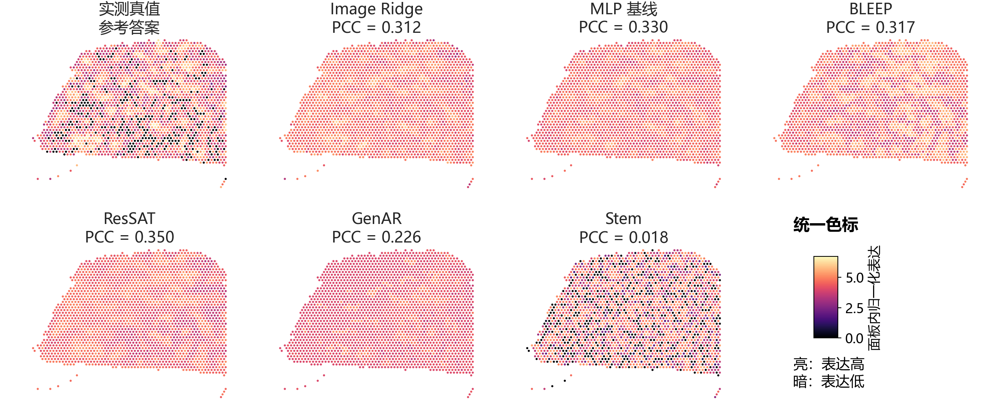 实测真值
参考答案
Image Ridge
PCC = 0.312
MLP 基线
PCC = 0.330
BLEEP
PCC = 0.317
ResSAT
PCC = 0.350
GenAR
PCC = 0.226
Stem
PCC = 0.018
统一色标
5.0
2.5
0.0
面板内归一化表达
亮：表达高
暗：表达低